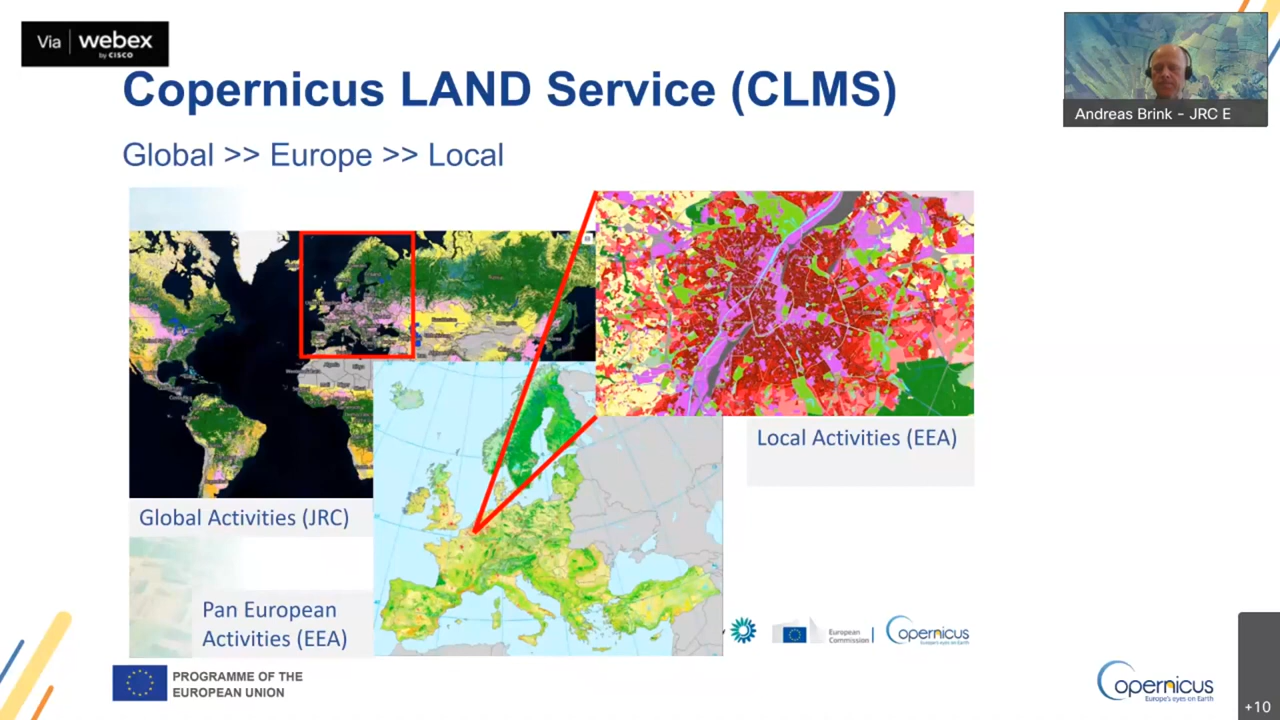 Via webex
by CISCO
Copernicus LAND Service (CLMS)
Andreas Brink - JRC E
Global >> Europe >> Local
Local Activities (EEA)
Global Activities (JRC)
Pan European
Activities (EEA)
European
Commission
opernicus
Europe's eyes on Earth
PROGRAMME OF THE
EUROPEAN UNION
opernicus
Europe's eyes on Earth
+10